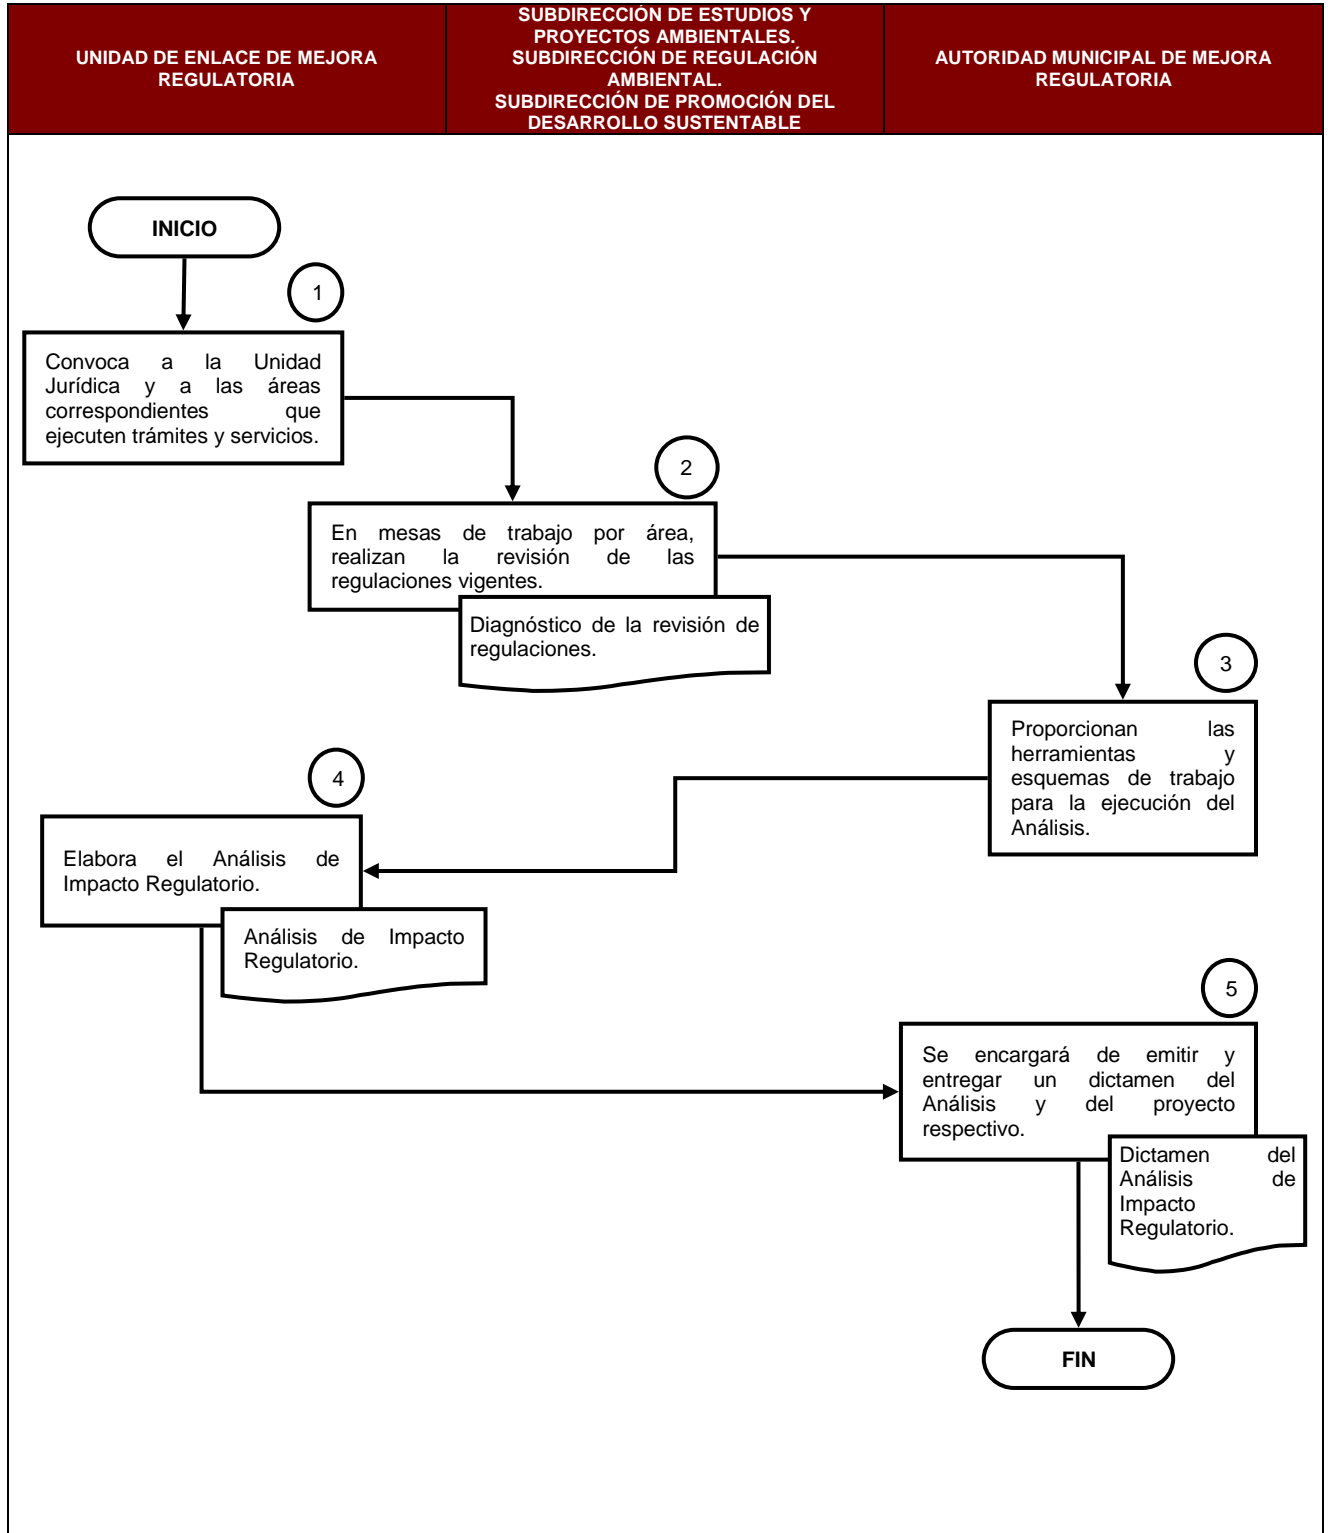 UNIDAD DE ENLACE DE MEJORA
REGULATORIA
SUBDIRECCIÓN DE ESTUDIOS Y
PROYECTOS AMBIENTALES.
SUBDIRECCIÓN DE REGULACIÓN
AMBIENTAL.
SUBDIRECCIÓN DE PROMOCIÓN DEL
DESARROLLO SUSTENTABLE
AUTORIDAD MUNICIPAL DE MEJORA
REGULATORIA
INICIO
1
Convoca a la Unidad
Jurídica y a las áreas
correspondientes que
ejecuten trámites y servicios.
2
En mesas de trabajo por área,
realizan la revisión de las
regulaciones vigentes.
Diagnóstico de la revisión de
regulaciones.
3
Proporcionan las
herramientas y
esquemas de trabajo
para la ejecución del
Análisis.
4
Elabora el Análisis de
Impacto Regulatorio.
Análisis de Impacto
Regulatorio.
5
Se encargará de emitir y
entregar un dictamen del
Análisis y del proyecto
respectivo.
Dictamen del
Análisis de
Impacto
Regulatorio.
FIN